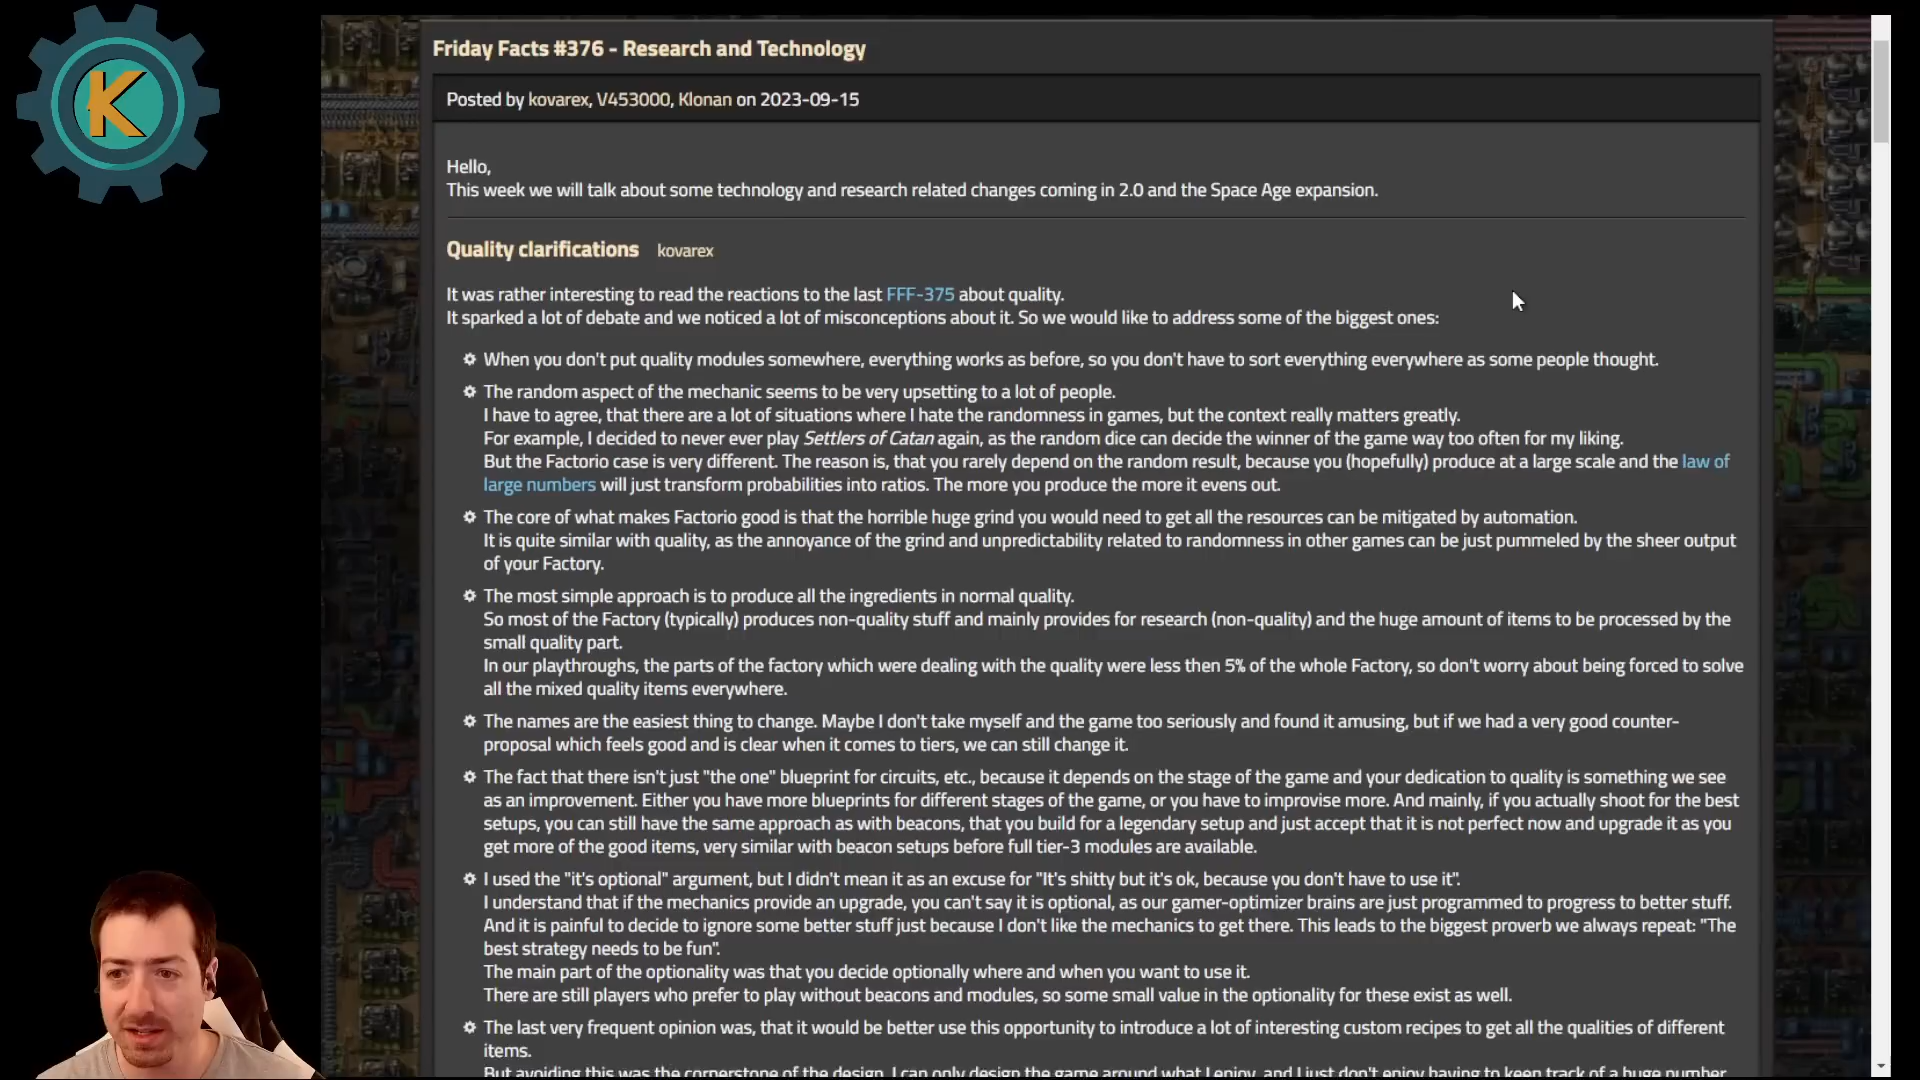 K
Friday Facts #376 - Research and Technology
Posted by kovarex, V453000, Klonan on 2023-09-15
Hello,
This week we will talk about some technology and research related changes coming in 2.0 and the Space Age expansion.
Quality clarifications kovarex
It was rather interesting to read the reactions to the last FFF-375 about quality.
It sparked a lot of debate and we noticed a lot of misconceptions about it. So we would like to address some of the biggest ones:
When you don't put quality modules somewhere, everything works as before, so you don't have to sort everything everywhere as some people thought.
The random aspect of the mechanic seems to be very upsetting to a lot of people.
I have to agree, that there are a lot of situations where I hate the randomness in games, but the context really matters greatly.
For example, I decided to never ever play Settlers of Catan again, as the random dice can decide the winner of the game way too often for my liking.
But the Factorio case is very different. The reason is, that you rarely depend on the random result, because you (hopefully) produce at a large scale and the law of
large numbers will just transform probabilities into ratios. The more you produce the more it evens out.
The core of what makes Factorio good is that the horrible huge grind you would need to get all the resources can be mitigated by automation.
It is quite similar with quality, as the annoyance of the grind and unpredictability related to randomness in other games can be just pummeled by the sheer output
of your Factory.
The most simple approach is to produce all the ingredients in normal quality.
So most of the Factory (typically) produces non-quality stuff and mainly provides for research (non-quality) and the huge amount of items to be processed by the
small quality part.
In our playthroughs, the parts of the factory which were dealing with the quality were less then 5% of the whole Factory, so don't worry about being forced to solve
all the mixed quality items everywhere.
The names are the easiest thing to change. Maybe I don't take myself and the game too seriously and found it amusing, but if we had a very good counter-
proposal which feels good and is clear when it comes to tiers, we can still change it.
The fact that there isn't just "the one" blueprint for circuits, etc., because it depends on the stage of the game and your dedication to quality is something we see
as an improvement. Either you have more blueprints for different stages of the game, or you have to improvise more. And mainly, if you actually shoot for the best
setups, you can still have the same approach as with beacons, that you build for a legendary setup and just accept that it is not perfect now and upgrade it as you
get more of the good items, very similar with beacon setups before full tier-3 modules are available.
I used the "it's optional" argument, but I didn't mean it as an excuse for "It's shitty but it's ok, because you don't have to use it".
I understand that if the mechanics provide an upgrade, you can't say it is optional, as our gamer-optimizer brains are just programmed to progress to better stuff.
And it is painful to decide to ignore some better stuff just because I don't like the mechanics to get there. This leads to the biggest proverb we always repeat: "The
best strategy needs to be fun".
The main part of the optionality was that you decide optionally where and when you want to use it.
There are still players who prefer to play without beacons and modules, so some small value in the optionality for these exist as well.
The last very frequent opinion was, that it would be better use this opportunity to introduce a lot of interesting custom recipes to get all the qualities of different
items.
But avoiding this was the cornerstone of the design. I can only design the game around what I enjoy, and I just don't enjoy having to keep track of a huge number